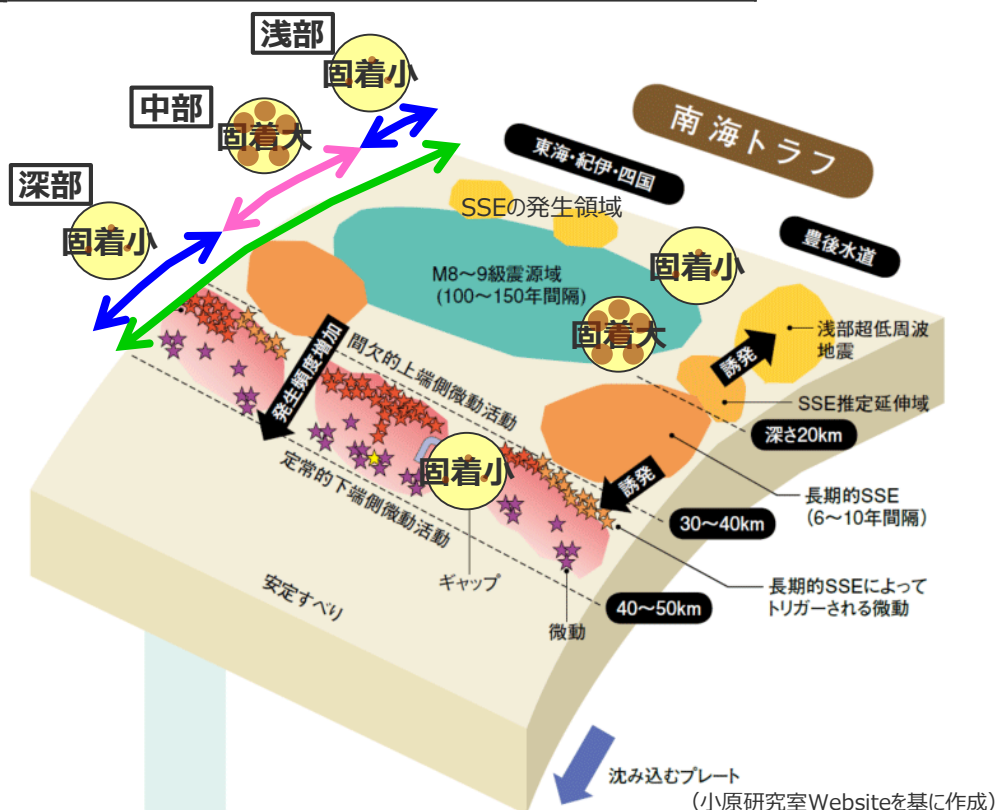 浅部
固着小
中部
固着大
深部
固着小
南海トラフ
東海・紀伊・四国
豊後水道
SSEの発生領域
固着小
M8～9級震源域
(100～150年間隔)
固着大
浅部超低周波
地震
誘発
SSE推定延伸域
深さ20km
発生頻度増加
間欠的上端側微動活動
定常的下端側微動活動
固着小
誘発
長期的SSE
(6～10年間隔)
30～40km
ギャップ
長期的SSEによって
トリガーされる微動
40～50km
微動
安定すべり
沈み込むプレート
（小原研究室Websiteを基に作成）